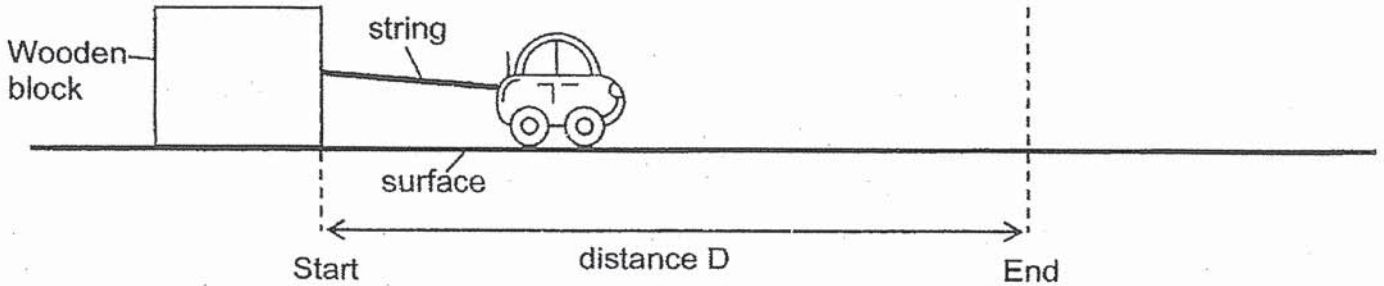 string
Wooden
block
surface
distance D
Start
End